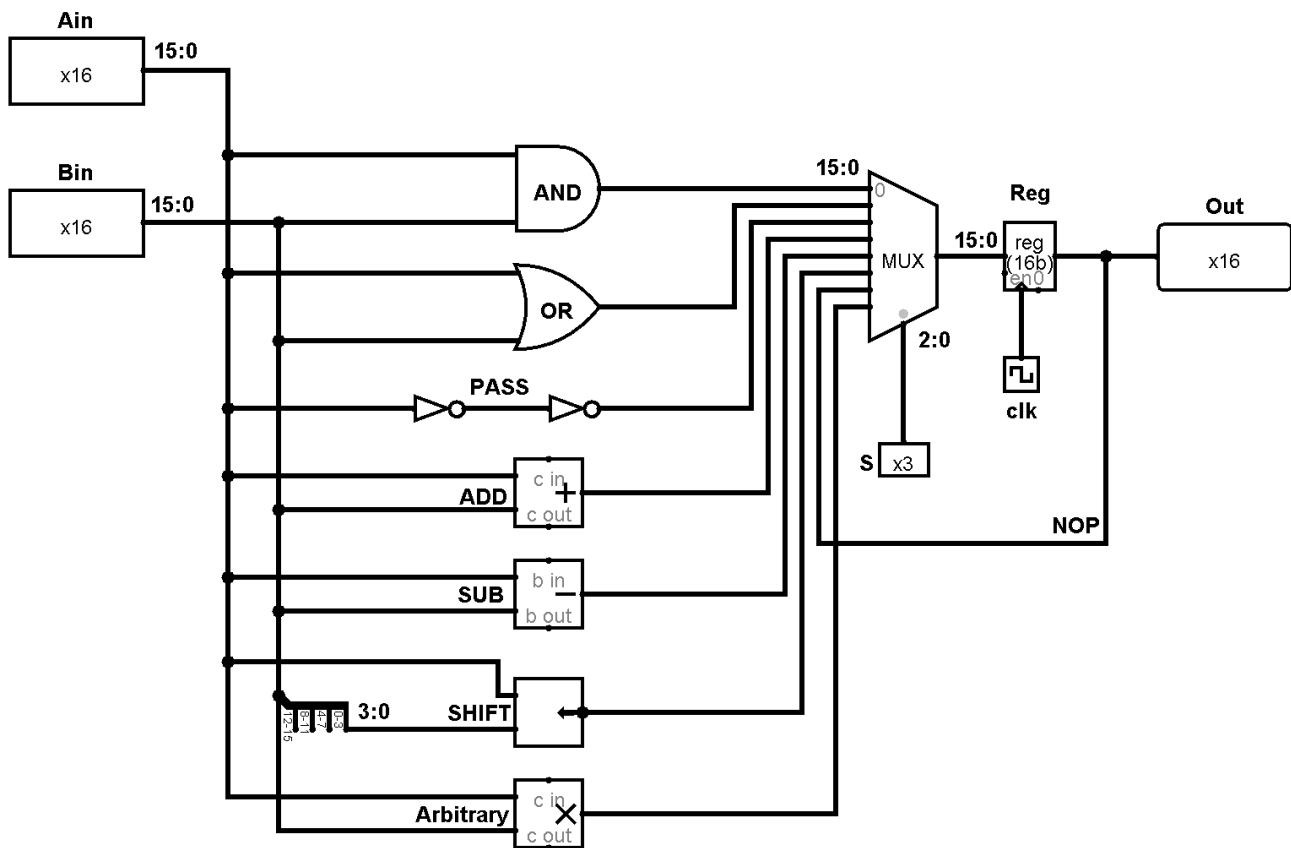 Ain
15:0
x16
Bin
15:0
x16
AND
OR
PASS
c in
+
ADD
c out
b in
−
SUB
b out
12-15
8-11
4-7
0-3
3:0
SHIFT
c in
×
Arbitrary
c out
15:0
0
MUX
2:0
S
x3
15:0
Reg
reg
(16b)
en0
clk
NOP
Out
x16